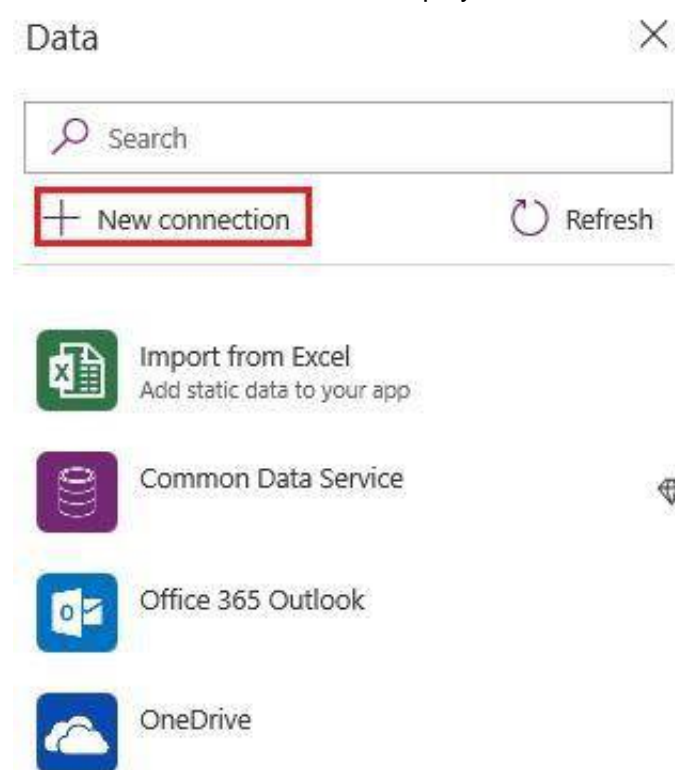 Data
Search
New connection
Refresh
Import from Excel
Add static data to your app
Common Data Service
Office 365 Outlook
OneDrive